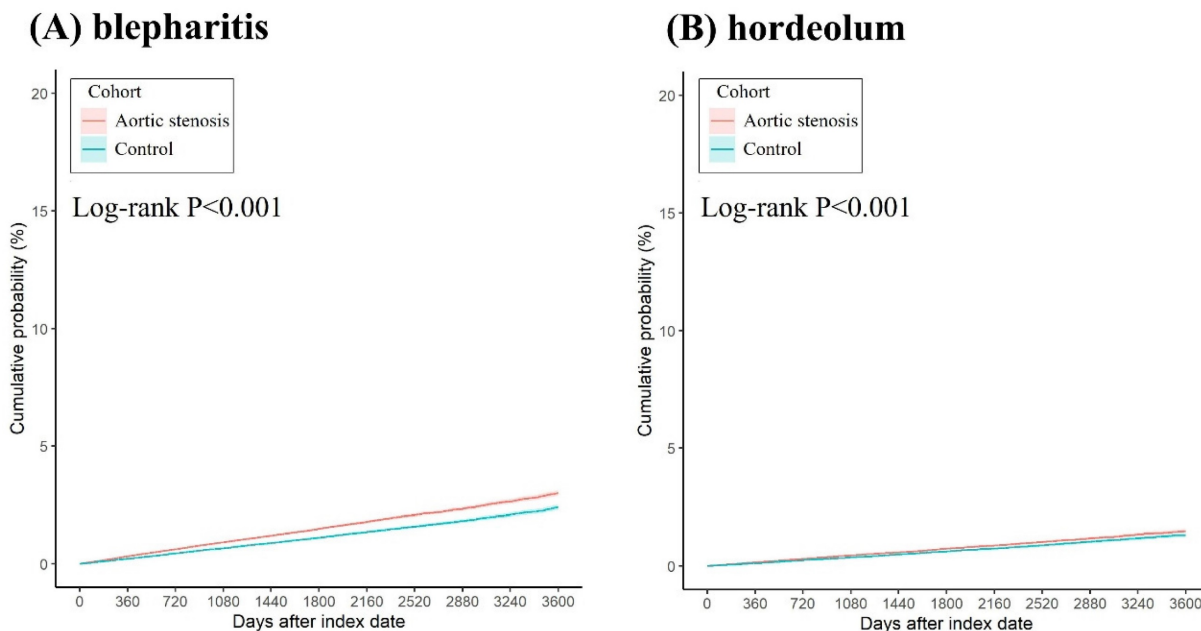 (A) blepharitis
Cohort
Aortic stenosis
Control
Log-rank P<0.001
Cumulative probability (%)
20
15
10
5
0
0 360 720 1080 1440 1800 2160 2520 2880 3240 3600
Days after index date
(B) hordeolum
Cohort
Aortic stenosis
Control
Log-rank P<0.001
Cumulative probability (%)
20
15
10
5
0
0 360 720 1080 1440 1800 2160 2520 2880 3240 3600
Days after index date